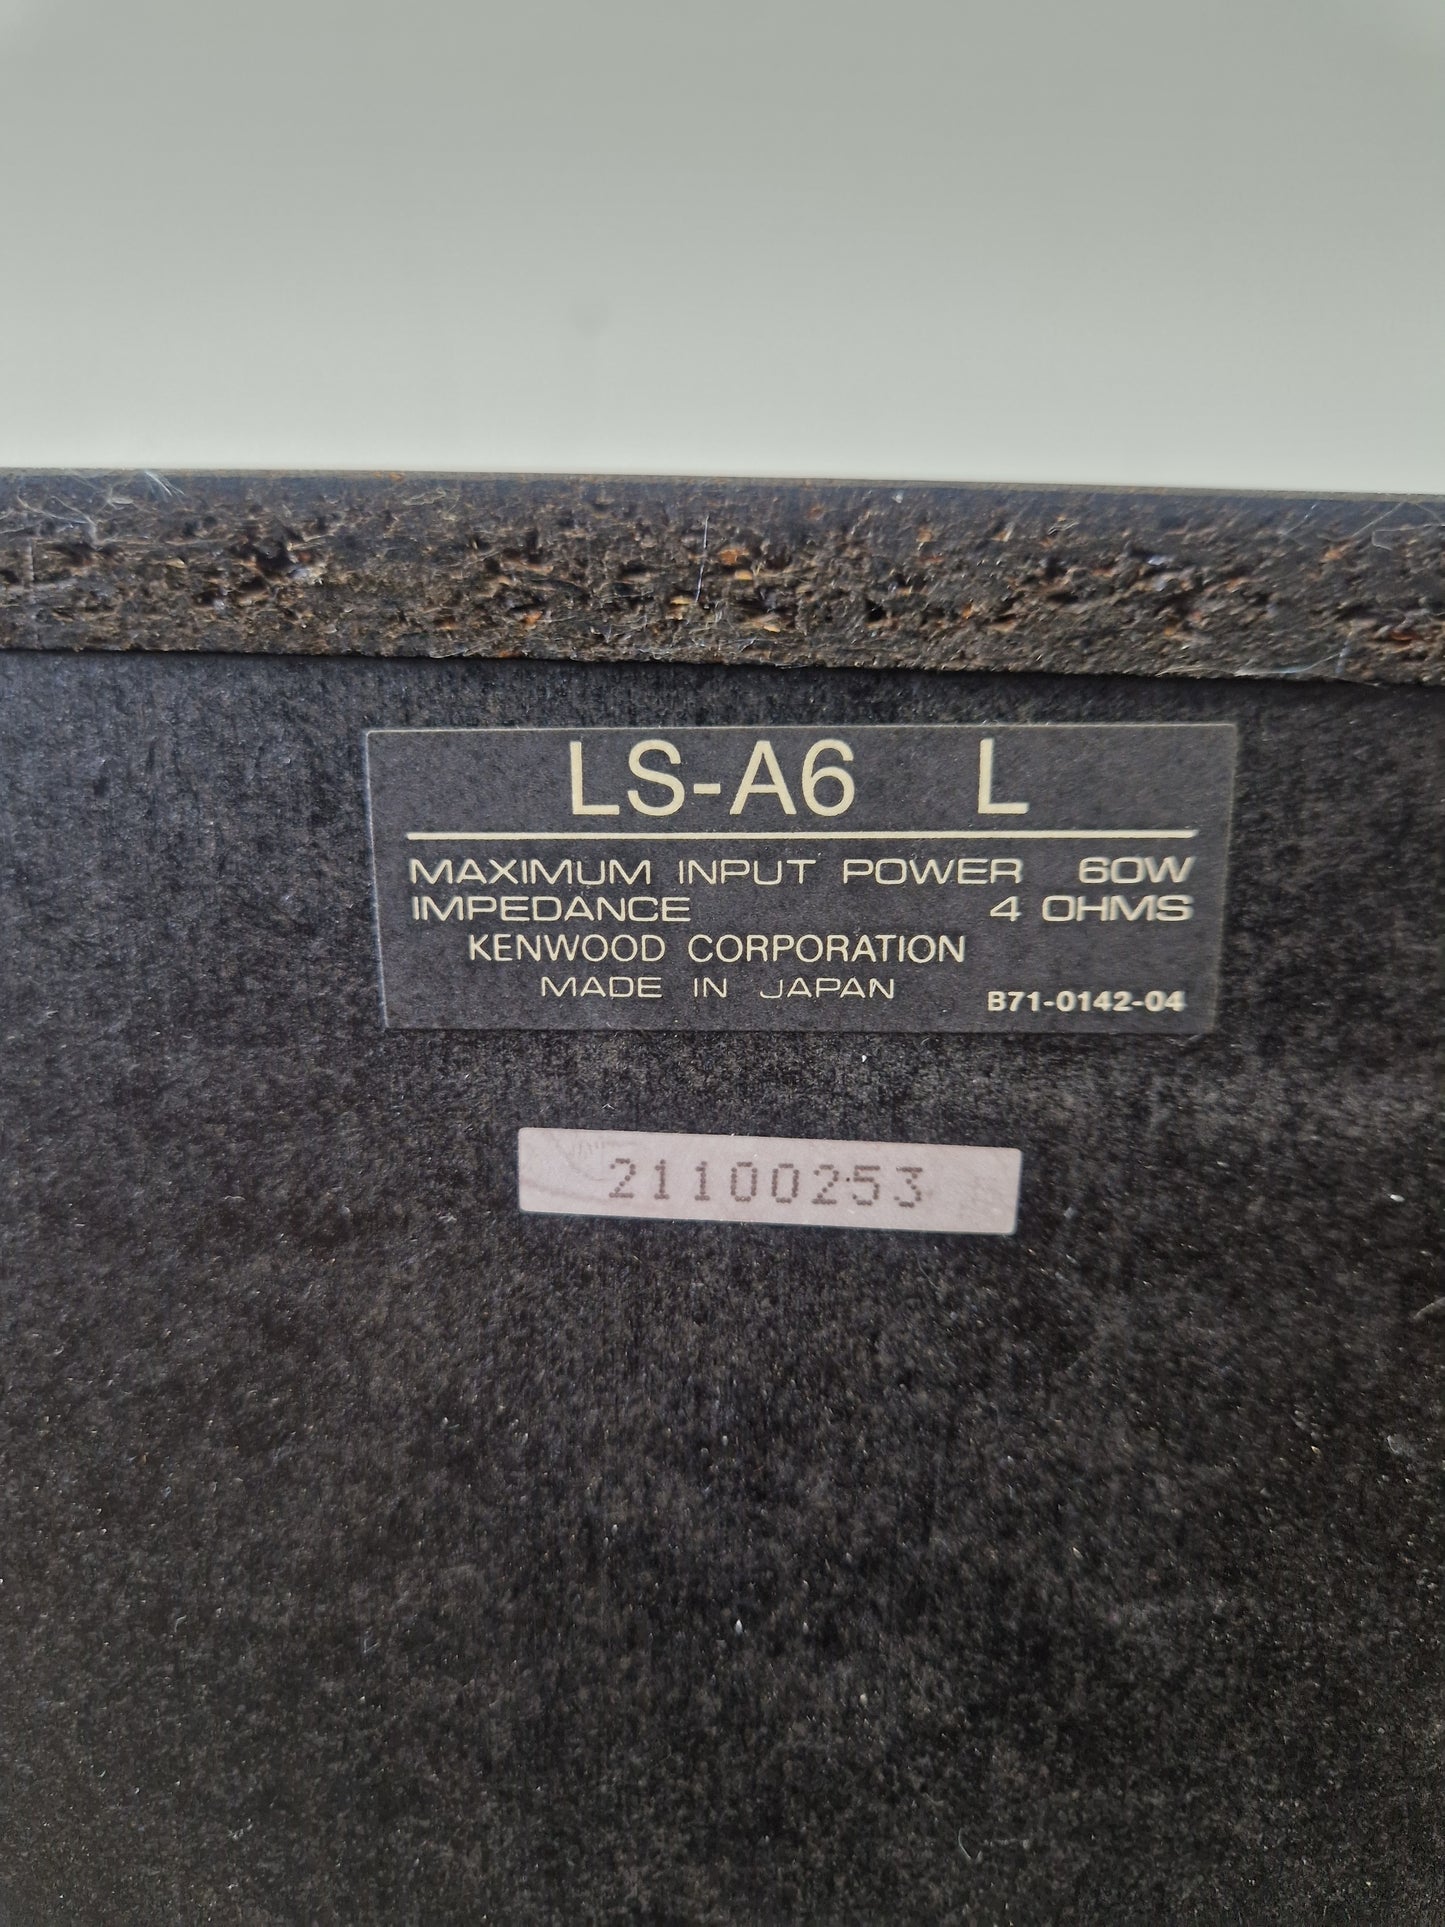 LS-A6 L
MAXIMUM INPUT POWER 60W
IMPEDANCE 4 OHMS
KENWOOD CORPORATION
MADE IN JAPAN B71-0142-04
21100253